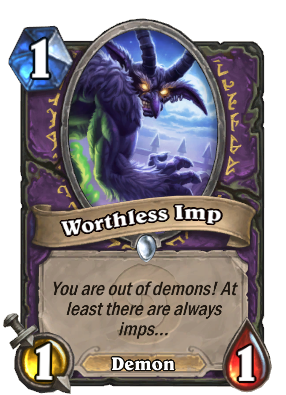 1
Worthless Imp
You are out of demons! At
least there are always
imps...
1
Demon
1